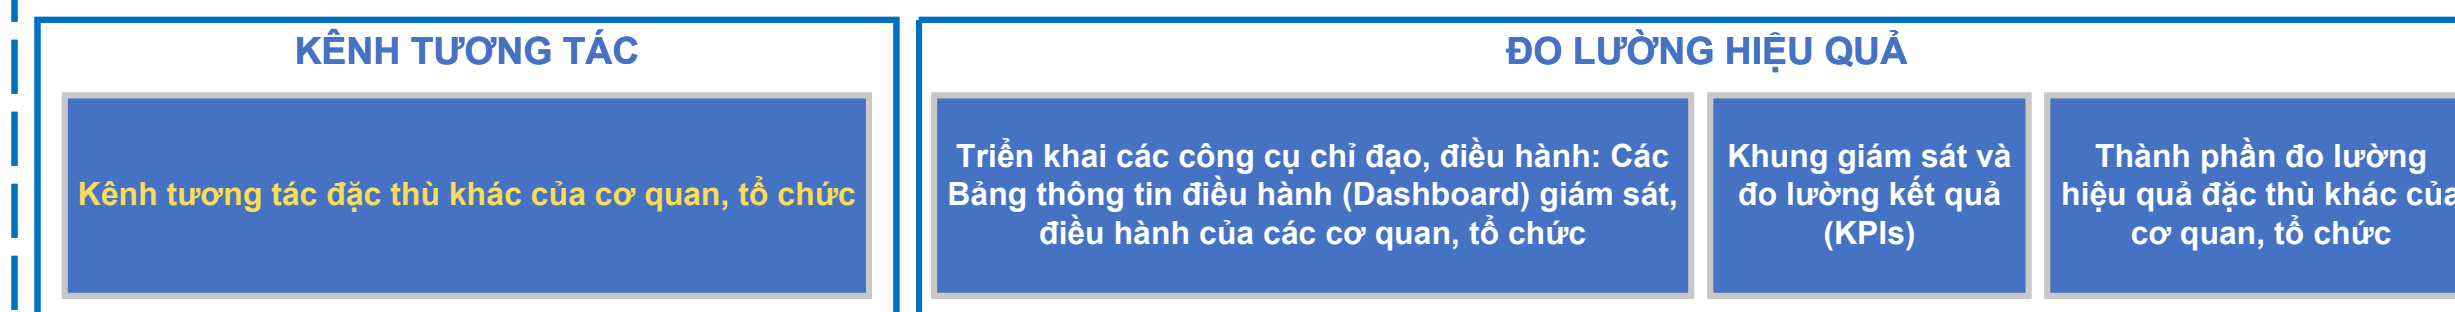 KÊNH TƯƠNG TÁC
Kênh tương tác đặc thù khác của cơ quan, tổ chức
ĐO LƯỜNG HIỆU QUẢ
Triển khai các công cụ chỉ đạo, điều hành: Các
Bảng thông tin điều hành (Dashboard) giám sát,
điều hành của các cơ quan, tổ chức
Khung giám sát và
đo lường kết quả
(KPIs)
Thành phần đo lường
hiệu quả đặc thù khác của
cơ quan, tổ chức